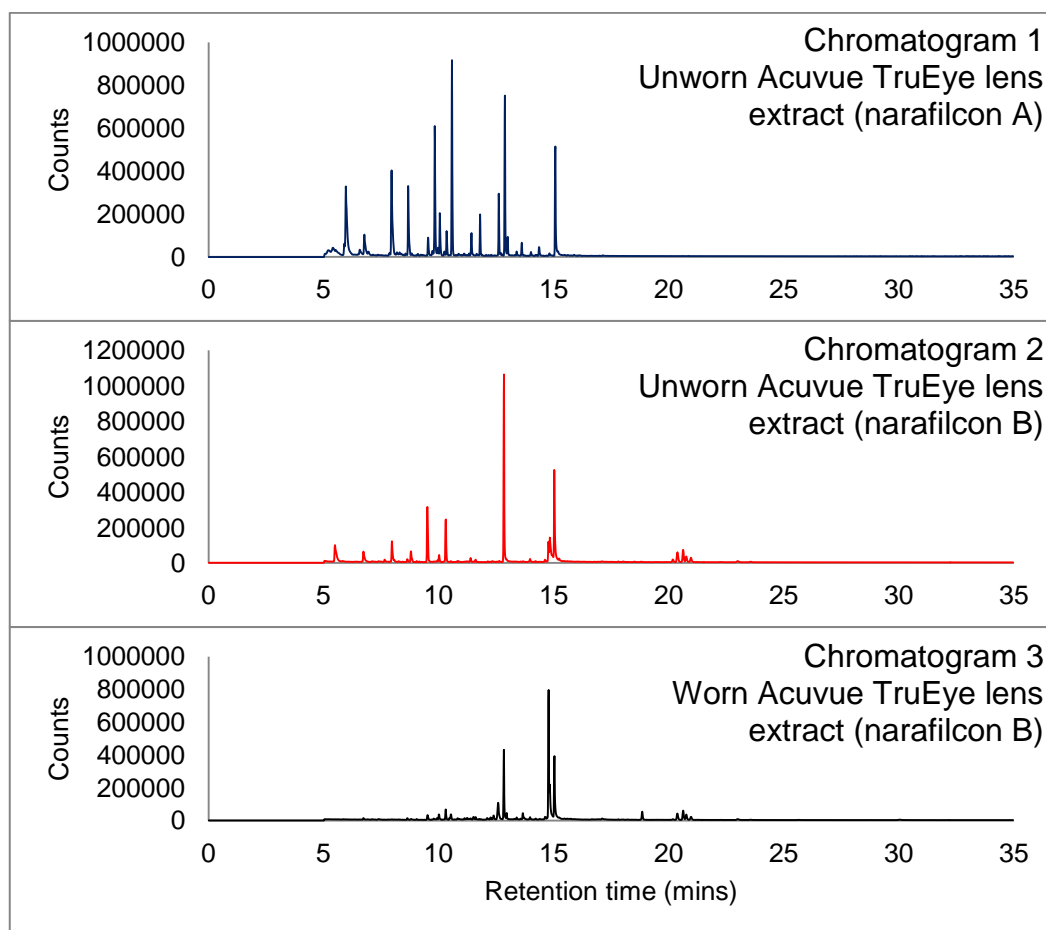 Chromatogram 1
Unworn Acuvue TruEye lens
extract (narafilcon A)
Counts
1000000
800000
600000
400000
200000
0
0 5 10 15 20 25 30 35
Chromatogram 2
Unworn Acuvue TruEye lens
extract (narafilcon B)
Counts
1200000
1000000
800000
600000
400000
200000
0
0 5 10 15 20 25 30 35
Chromatogram 3
Worn Acuvue TruEye lens
extract (narafilcon B)
Counts
1000000
800000
600000
400000
200000
0
0 5 10 15 20 25 30 35
Retention time (mins)